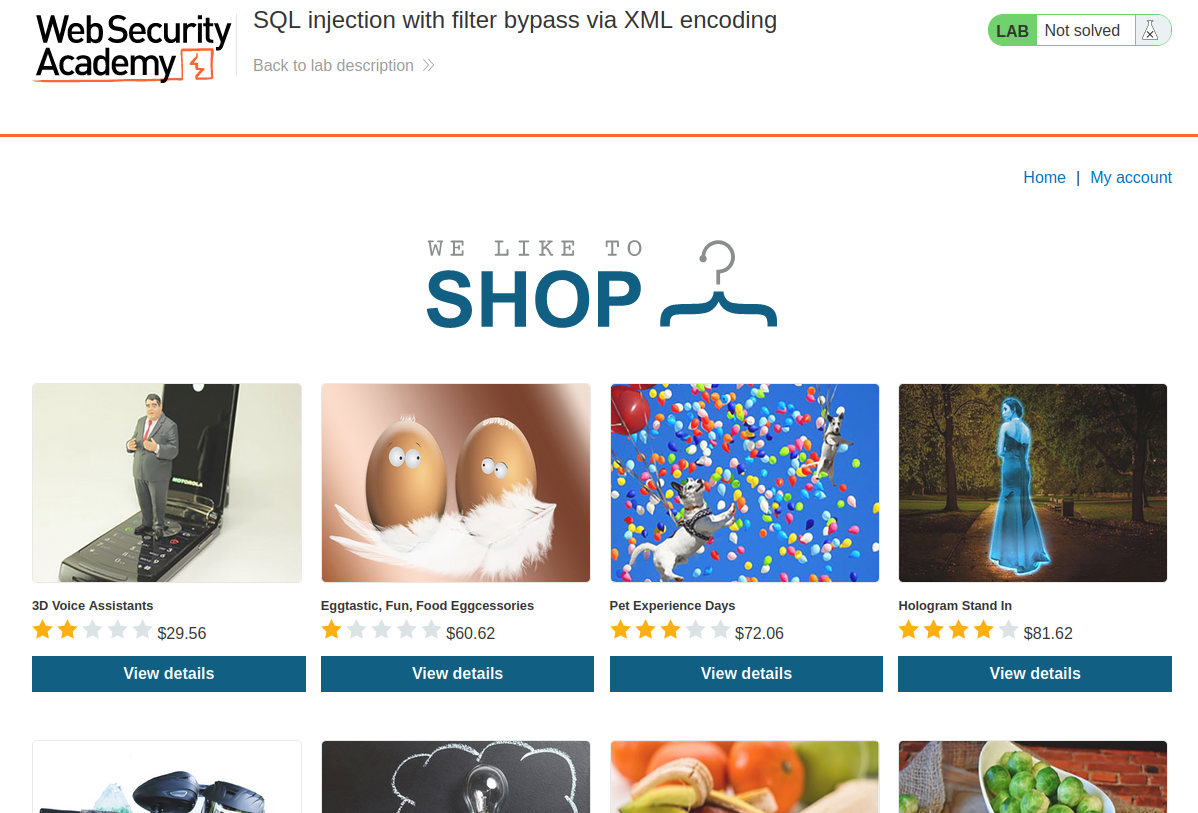 WebSecurity
Academy
SQL injection with filter bypass via XML encoding
Back to lab description
LAB Not solved
Home | My account
WE LIKE TO
SHOP
MOTOROLA
3D Voice Assistants
$29.56
View details
Eggtastic, Fun, Food Eggcessories
$60.62
View details
Pet Experience Days
$72.06
View details
Hologram Stand In
$81.62
View details